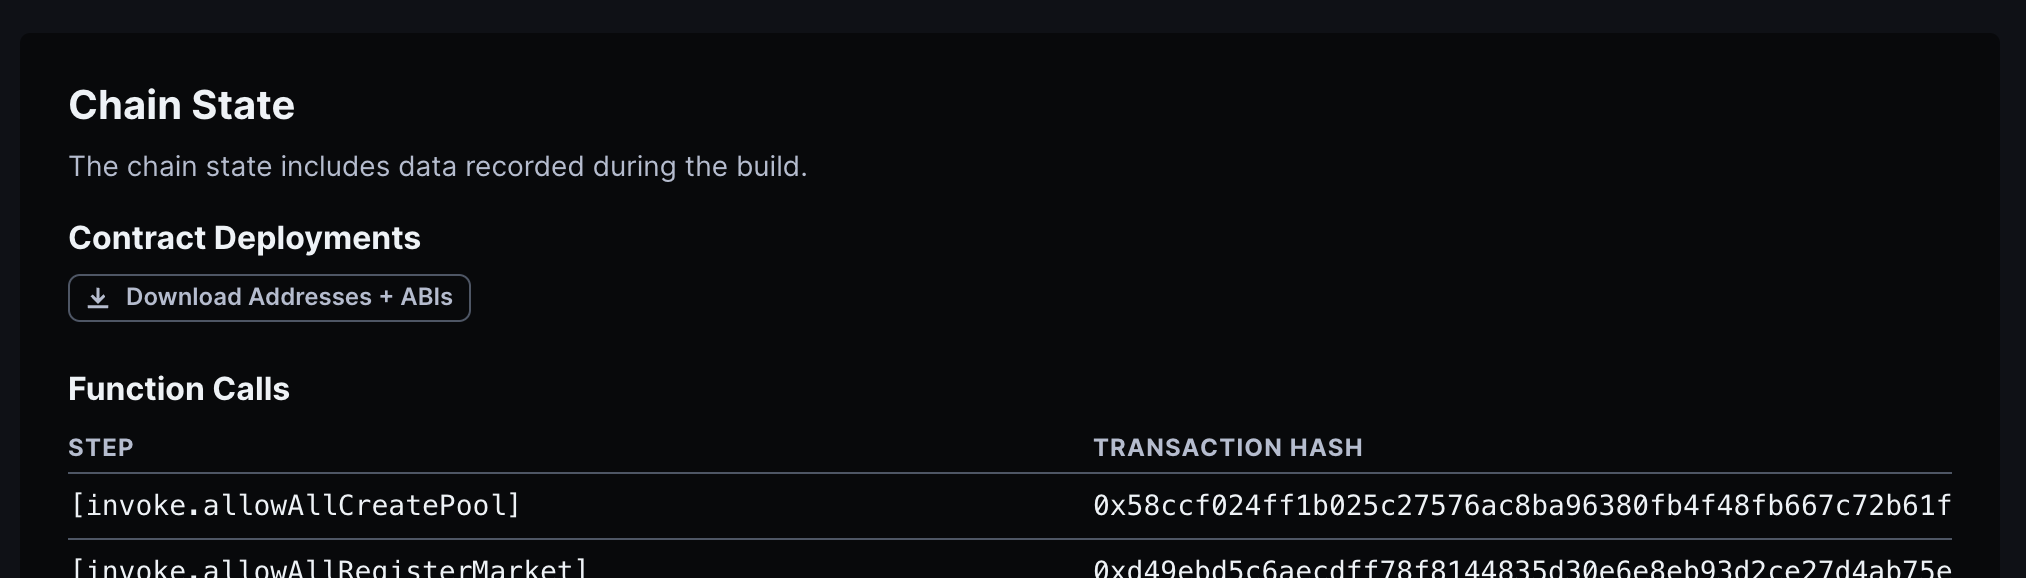 Chain State
The chain state includes data recorded during the build.
Contract Deployments
Download Addresses + ABIs
Function Calls
STEP TRANSACTION HASH
[invoke.allowAllCreatePool] 0x58ccf024ff1b025c27576ac8ba96380fb4f48fb667c72b61f
[invoke.allowAllRegisterMarket] 0xd49ebd5c6aecdff78f8144835d30e6e8eb93d2ce27d4ab75e